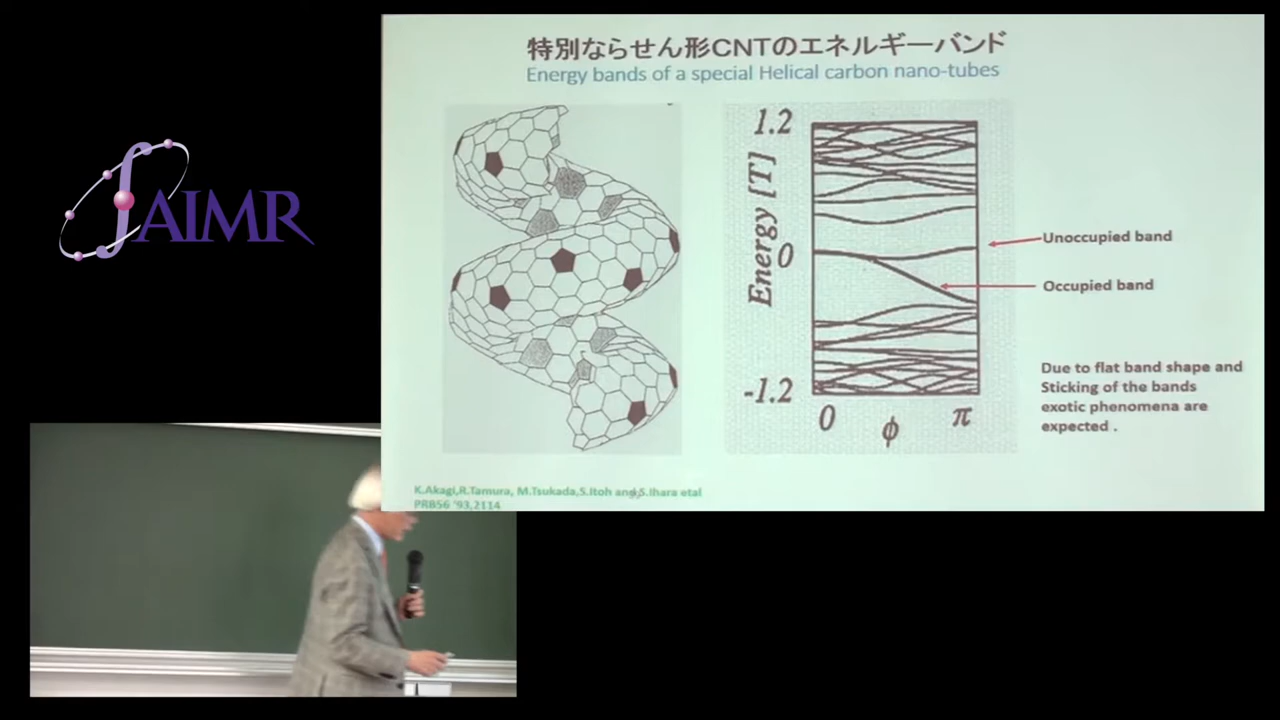 特別ならせん形CNTのエネルギーバンド
Energy bands of a special Helical carbon nano-tubes
AIMR
1.2
0
-1.2
Energy [T]
0
ϕ
π
Unoccupied band
Occupied band
Due to flat band shape and
Sticking of the bands
exotic phenomena are
expected .
K.Akagi,R.Tamura, M.Tsukada,S.Itoh and S.Ihara etal
PRB56 '93,2114